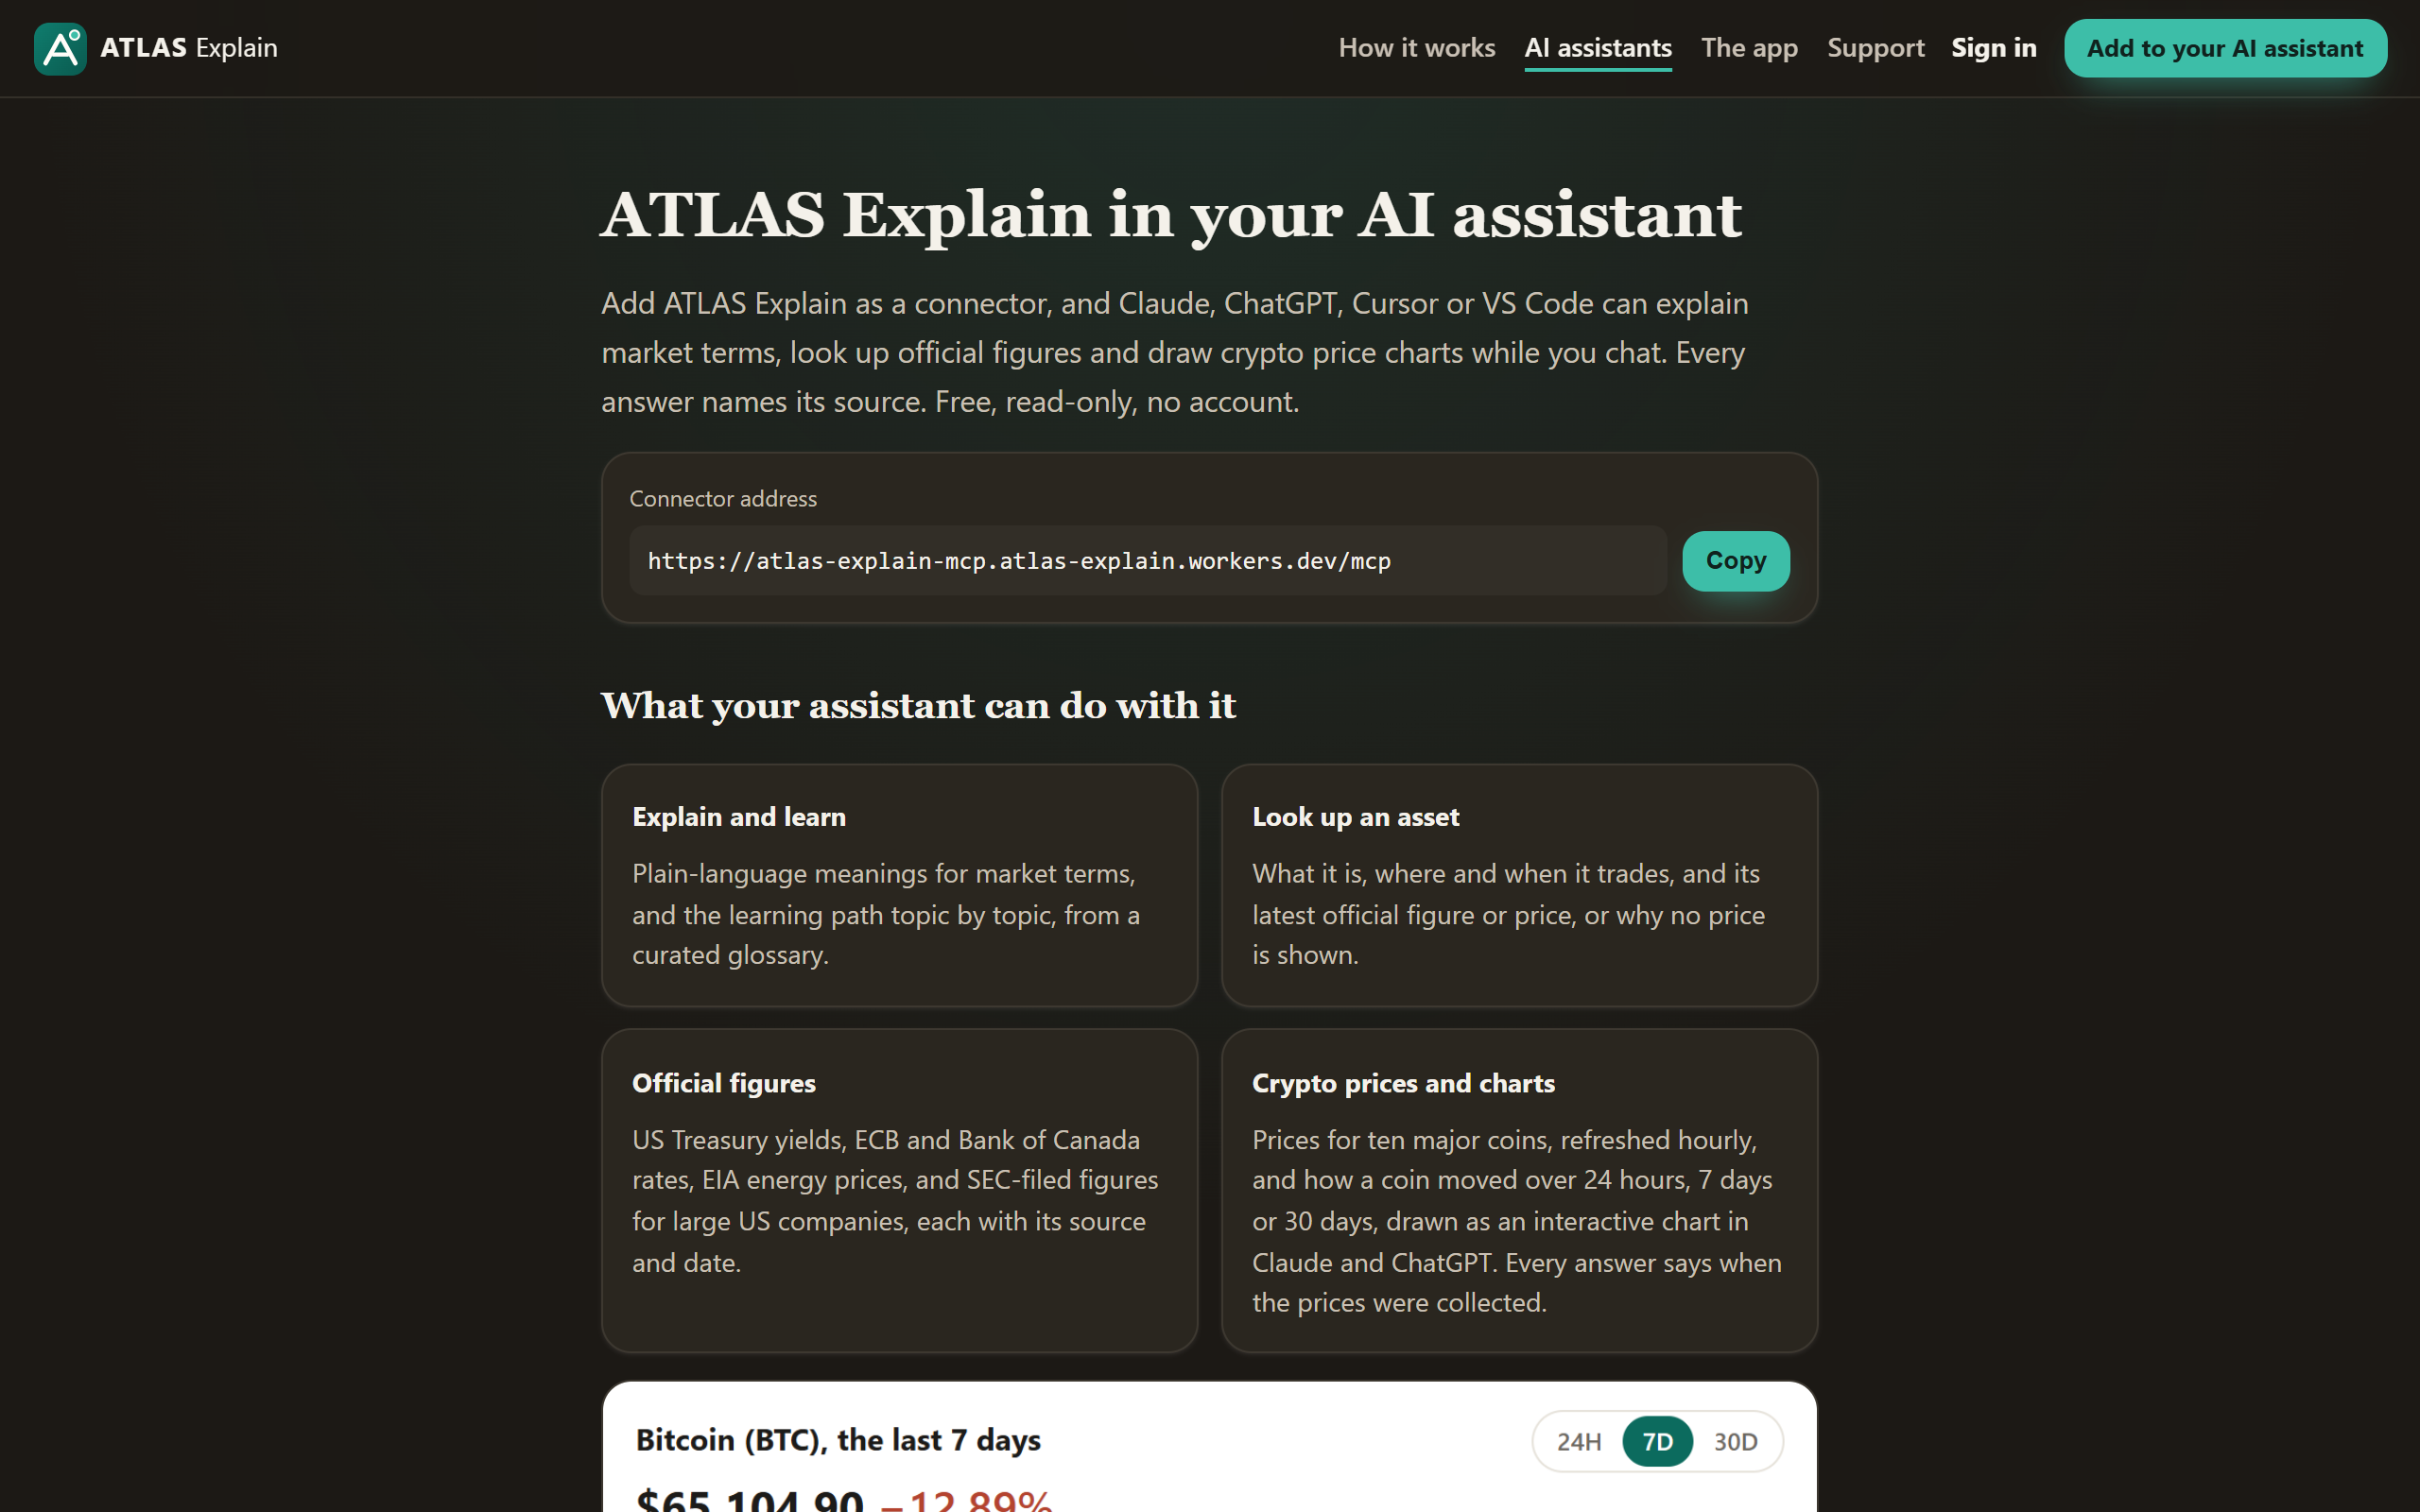 ATLAS Explain
How it works
AI assistants
The app
Support
Sign in
Add to your AI assistant
ATLAS Explain in your AI assistant
Add ATLAS Explain as a connector, and Claude, ChatGPT, Cursor or VS Code can explain
market terms, look up official figures and draw crypto price charts while you chat. Every
answer names its source. Free, read-only, no account.
Connector address
https://atlas-explain-mcp.atlas-explain.workers.dev/mcp
Copy
What your assistant can do with it
Explain and learn
Plain-language meanings for market terms,
and the learning path topic by topic, from a
curated glossary.
Look up an asset
What it is, where and when it trades, and its
latest official figure or price, or why no price
is shown.
Official figures
US Treasury yields, ECB and Bank of Canada
rates, EIA energy prices, and SEC-filed figures
for large US companies, each with its source
and date.
Crypto prices and charts
Prices for ten major coins, refreshed hourly,
and how a coin moved over 24 hours, 7 days
or 30 days, drawn as an interactive chart in
Claude and ChatGPT. Every answer says when
the prices were collected.
Bitcoin (BTC), the last 7 days
24H
7D
30D
$65,104.90 −12.89%